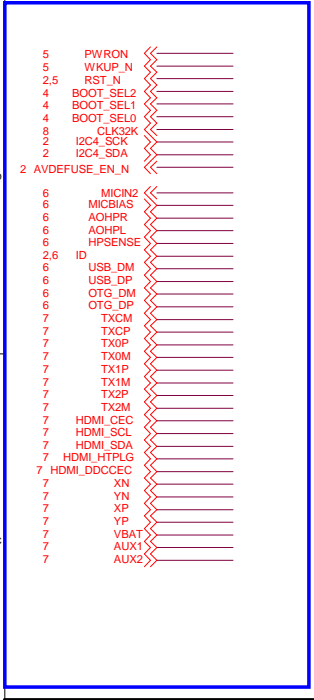 5 PWRON
5 WKUP_N
2,5 RST_N
4 BOOT_SEL2
4 BOOT_SEL1
4 BOOT_SEL0
8 CLK32K
2 I2C4_SCK
2 I2C4_SDA
2 AVDEFUSE_EN_N
6 MICIN2
6 MICBIAS
6 AOHPR
6 AOHPL
6 HPSENSE
2,6 ID
6 USB_DM
6 USB_DP
6 OTG_DM
6 OTG_DP
7 TXCM
7 TXCP
7 TX0P
7 TX0M
7 TX1P
7 TX1M
7 TX2P
7 TX2M
7 HDMI_CEC
7 HDMI_SCL
7 HDMI_SDA
7 HDMI_HTPLG
7 HDMI_DDCCEC
7 XN
7 YN
7 XP
7 YP
7 VBAT
7 AUX1
7 AUX2